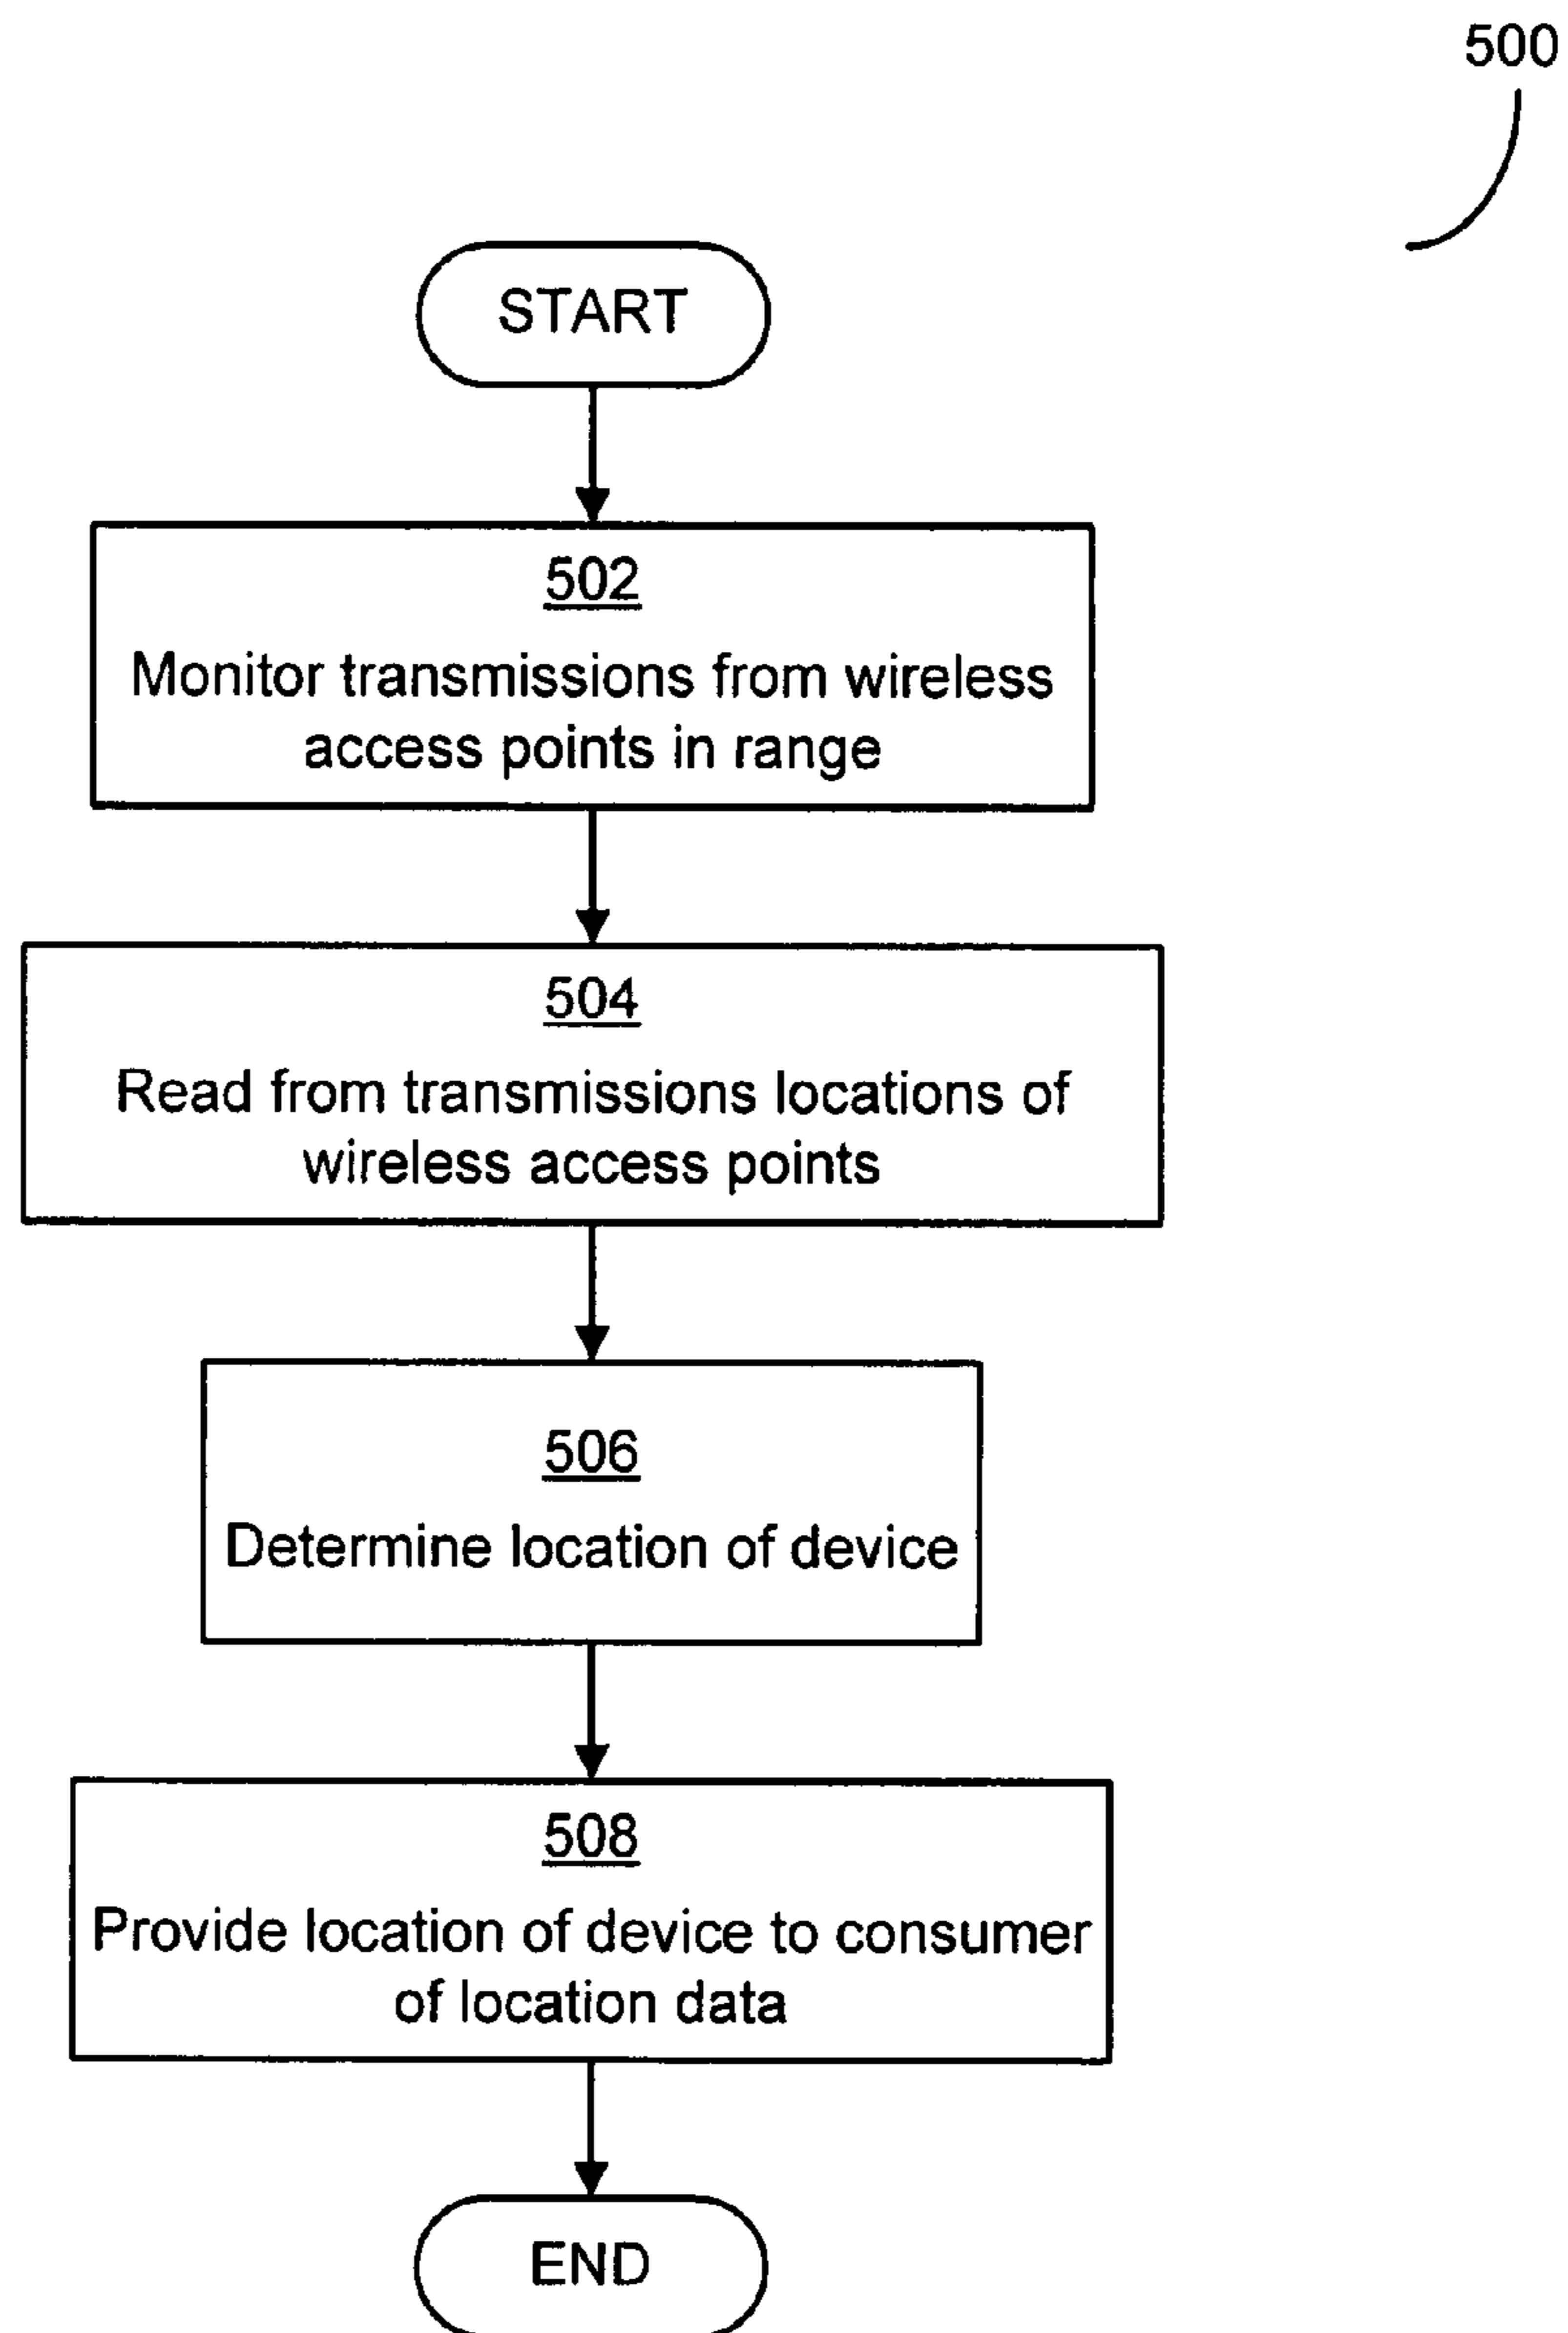 500
START
502
Monitor transmissions from wireless
access points in range
504
Read from transmissions locations of
wireless access points
506
Determine location of device
508
Provide location of device to consumer
of location data
END